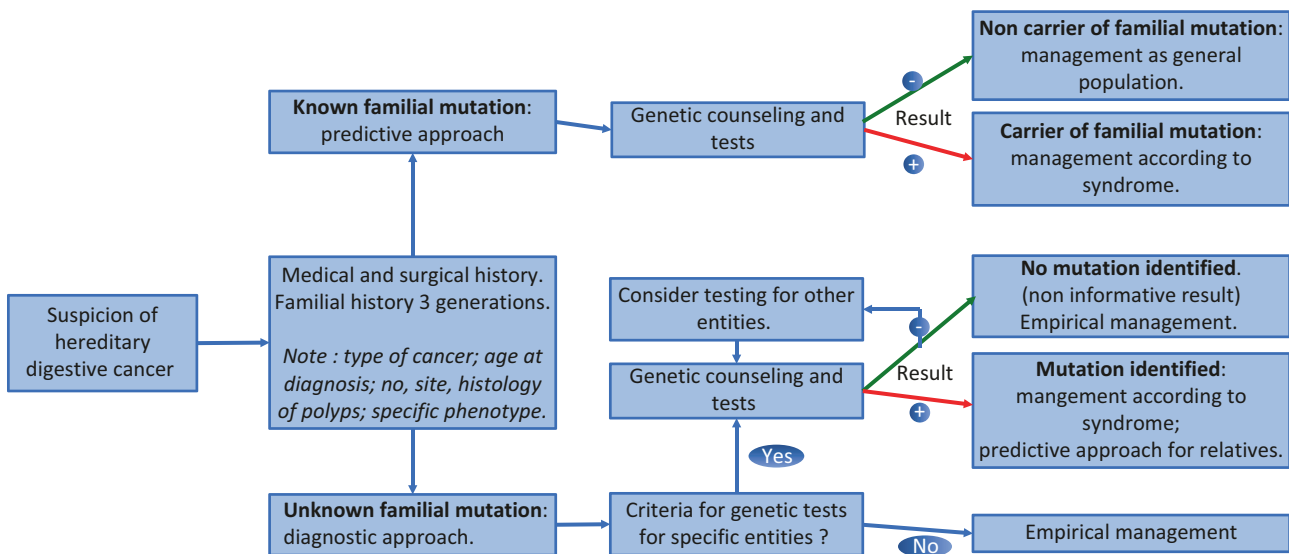 Suspicion of
hereditary
digestive cancer
Medical and surgical history.
Familial history 3 generations.
Note : type of cancer; age at
diagnosis; no, site, histology
of polyps; specific phenotype.
Known familial mutation:
predictive approach
Genetic counseling and
tests
-
Result
+
Non carrier of familial mutation:
management as general
population.
Carrier of familial mutation:
management according to
syndrome.
Unknown familial mutation:
diagnostic approach.
Criteria for genetic tests
for specific entities ?
Yes
No
Empirical management
Consider testing for other
entities.
Genetic counseling and
tests
-
Result
+
No mutation identified.
(non informative result)
Empirical management.
Mutation identified:
mangement according to
syndrome;
predictive approach for relatives.